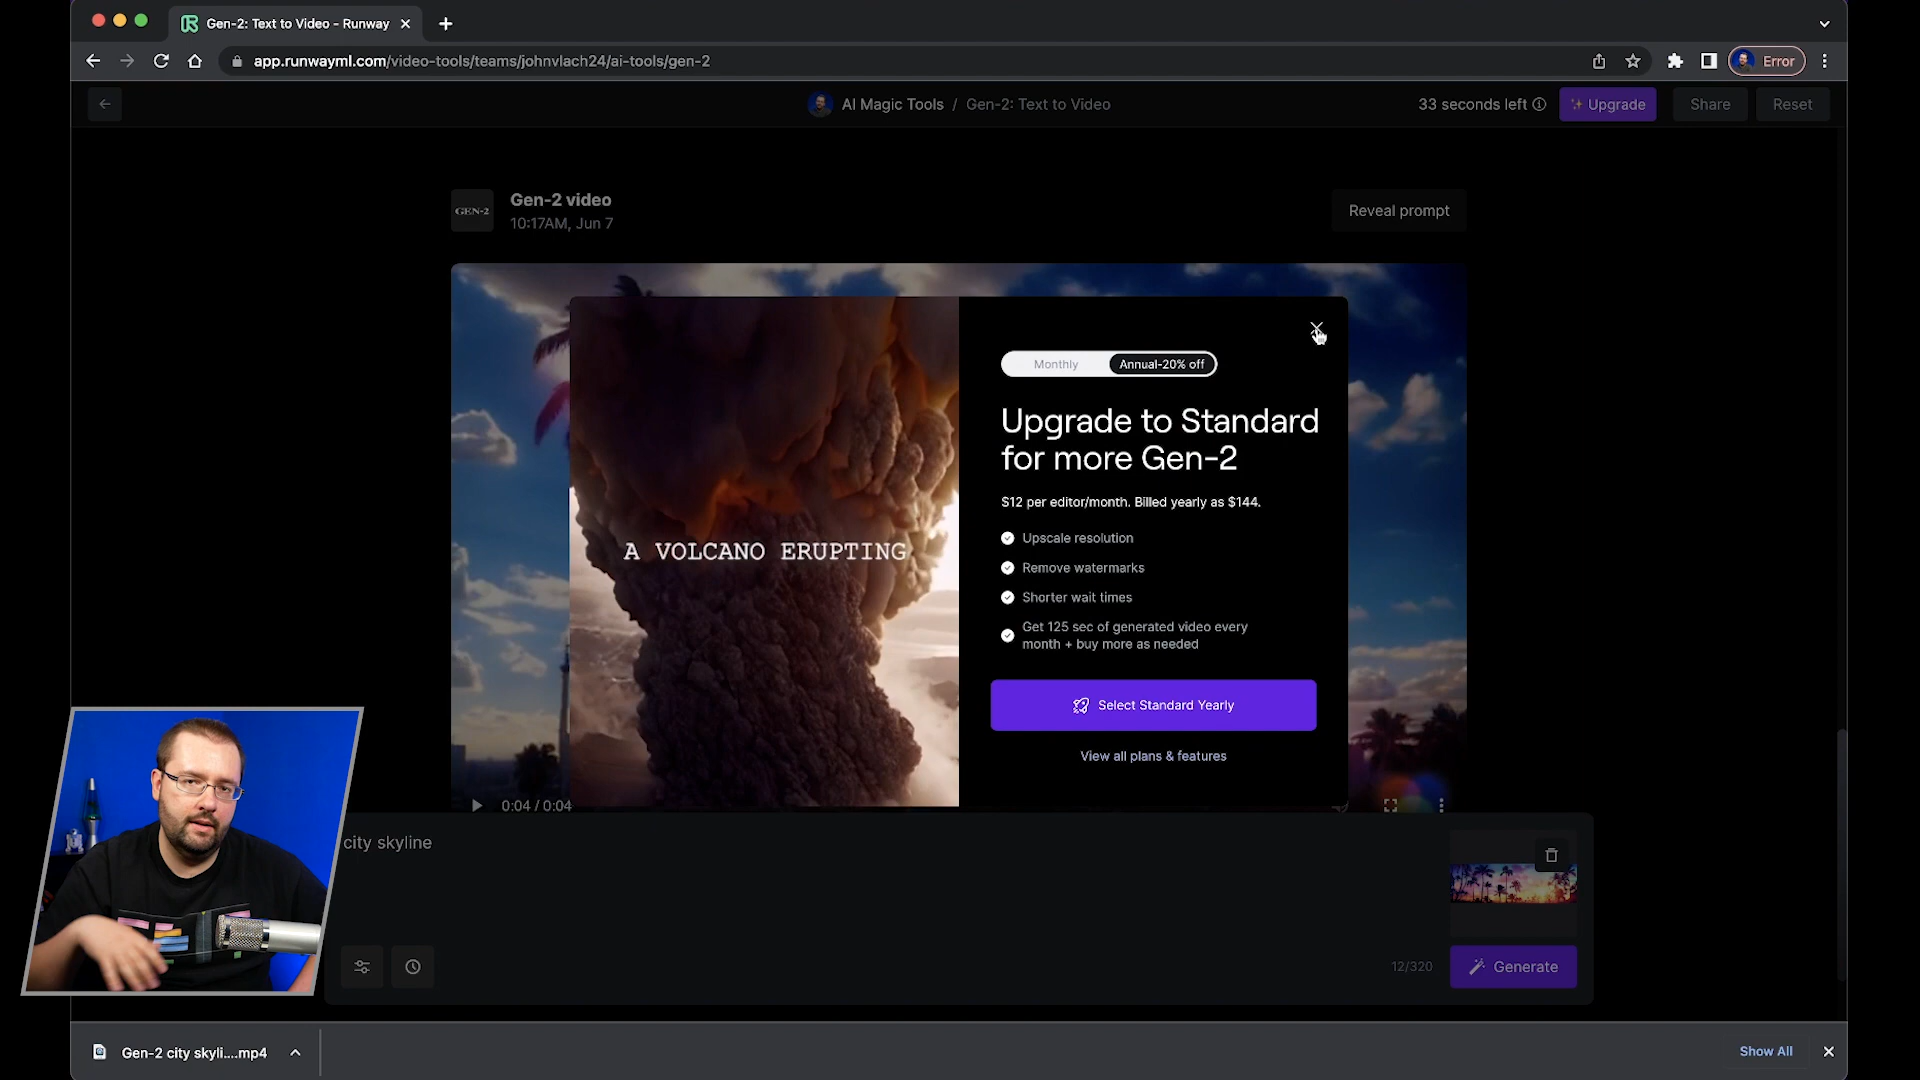 Gen-2: Text to Video - Runway
app.runwayml.com/video-tools/teams/johnvlach24/ai-tools/gen-2
Error
AI Magic Tools / Gen-2: Text to Video
33 seconds left
Upgrade
Share
Reset
GEN-2
Gen-2 video
10:17AM, Jun 7
Reveal prompt
A VOLCANO ERUPTING
Monthly
Annual-20% off
Upgrade to Standard
for more Gen-2
$12 per editor/month. Billed yearly as $144.
Upscale resolution
Remove watermarks
Shorter wait times
Get 125 sec of generated video every
month + buy more as needed
Select Standard Yearly
View all plans & features
0:04 / 0:04
city skyline
12/320
Generate
Gen-2 city skyli....mp4
Show All